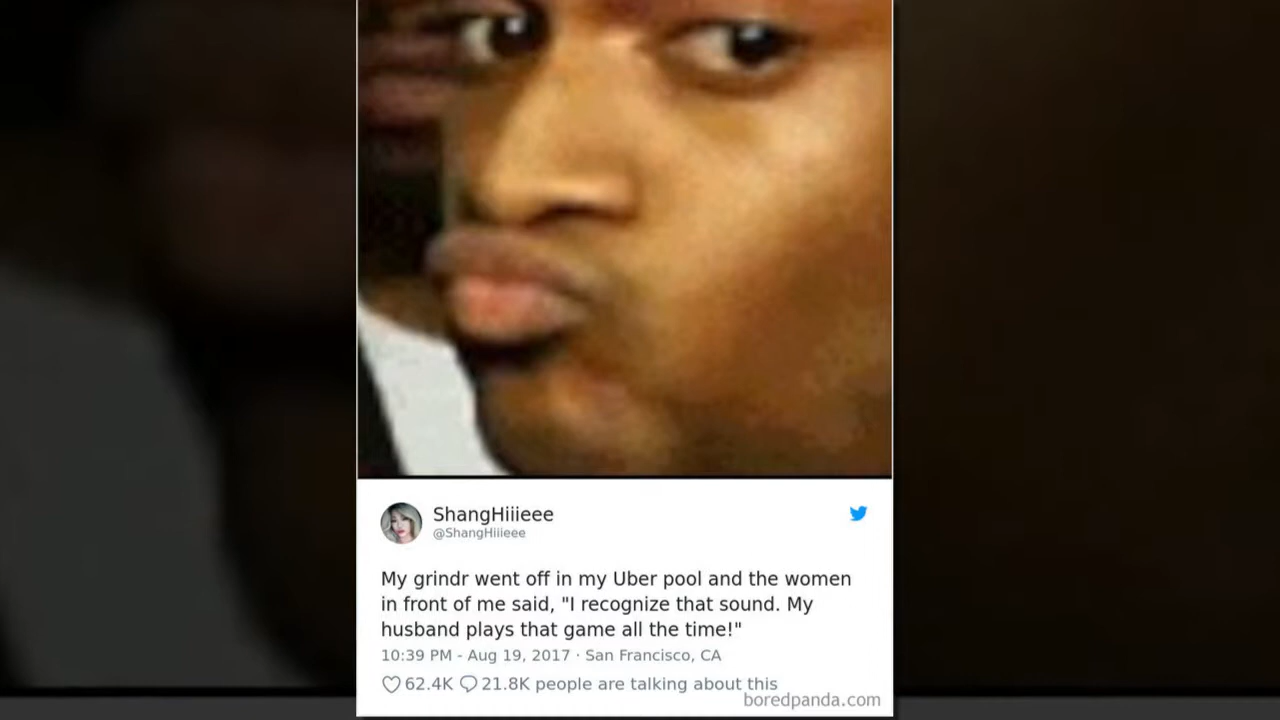 ShangHiiieee
@ShangHiiieee
My grindr went off in my Uber pool and the women
in front of me said, "I recognize that sound. My
husband plays that game all the time!"
10:39 PM - Aug 19, 2017 · San Francisco, CA
62.4K 21.8K people are talking about this
boredpanda.com